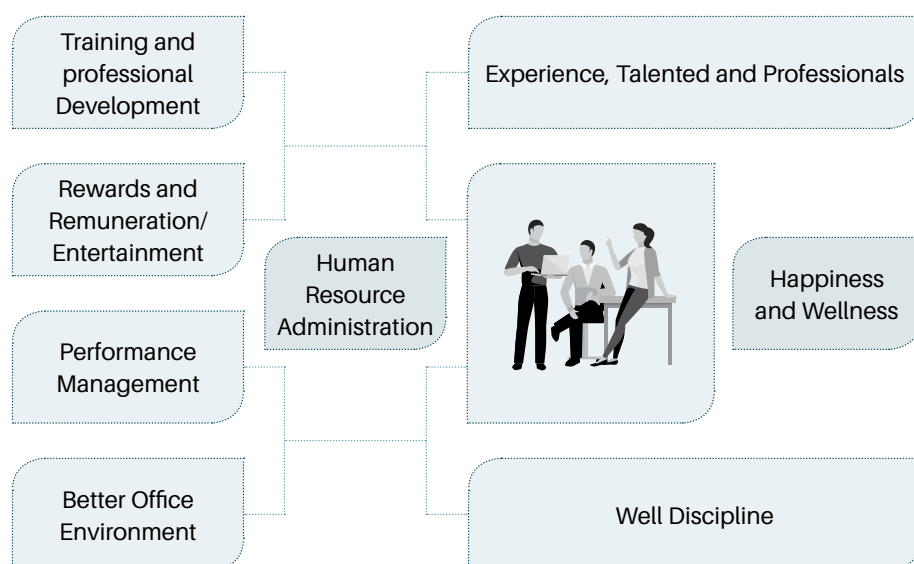 Training and
professional
Development
Experience, Talented and Professionals
Rewards and
Remuneration/
Entertainment
Human
Resource
Administration
Happiness
and Wellness
Performance
Management
Better Office
Environment
Well Discipline